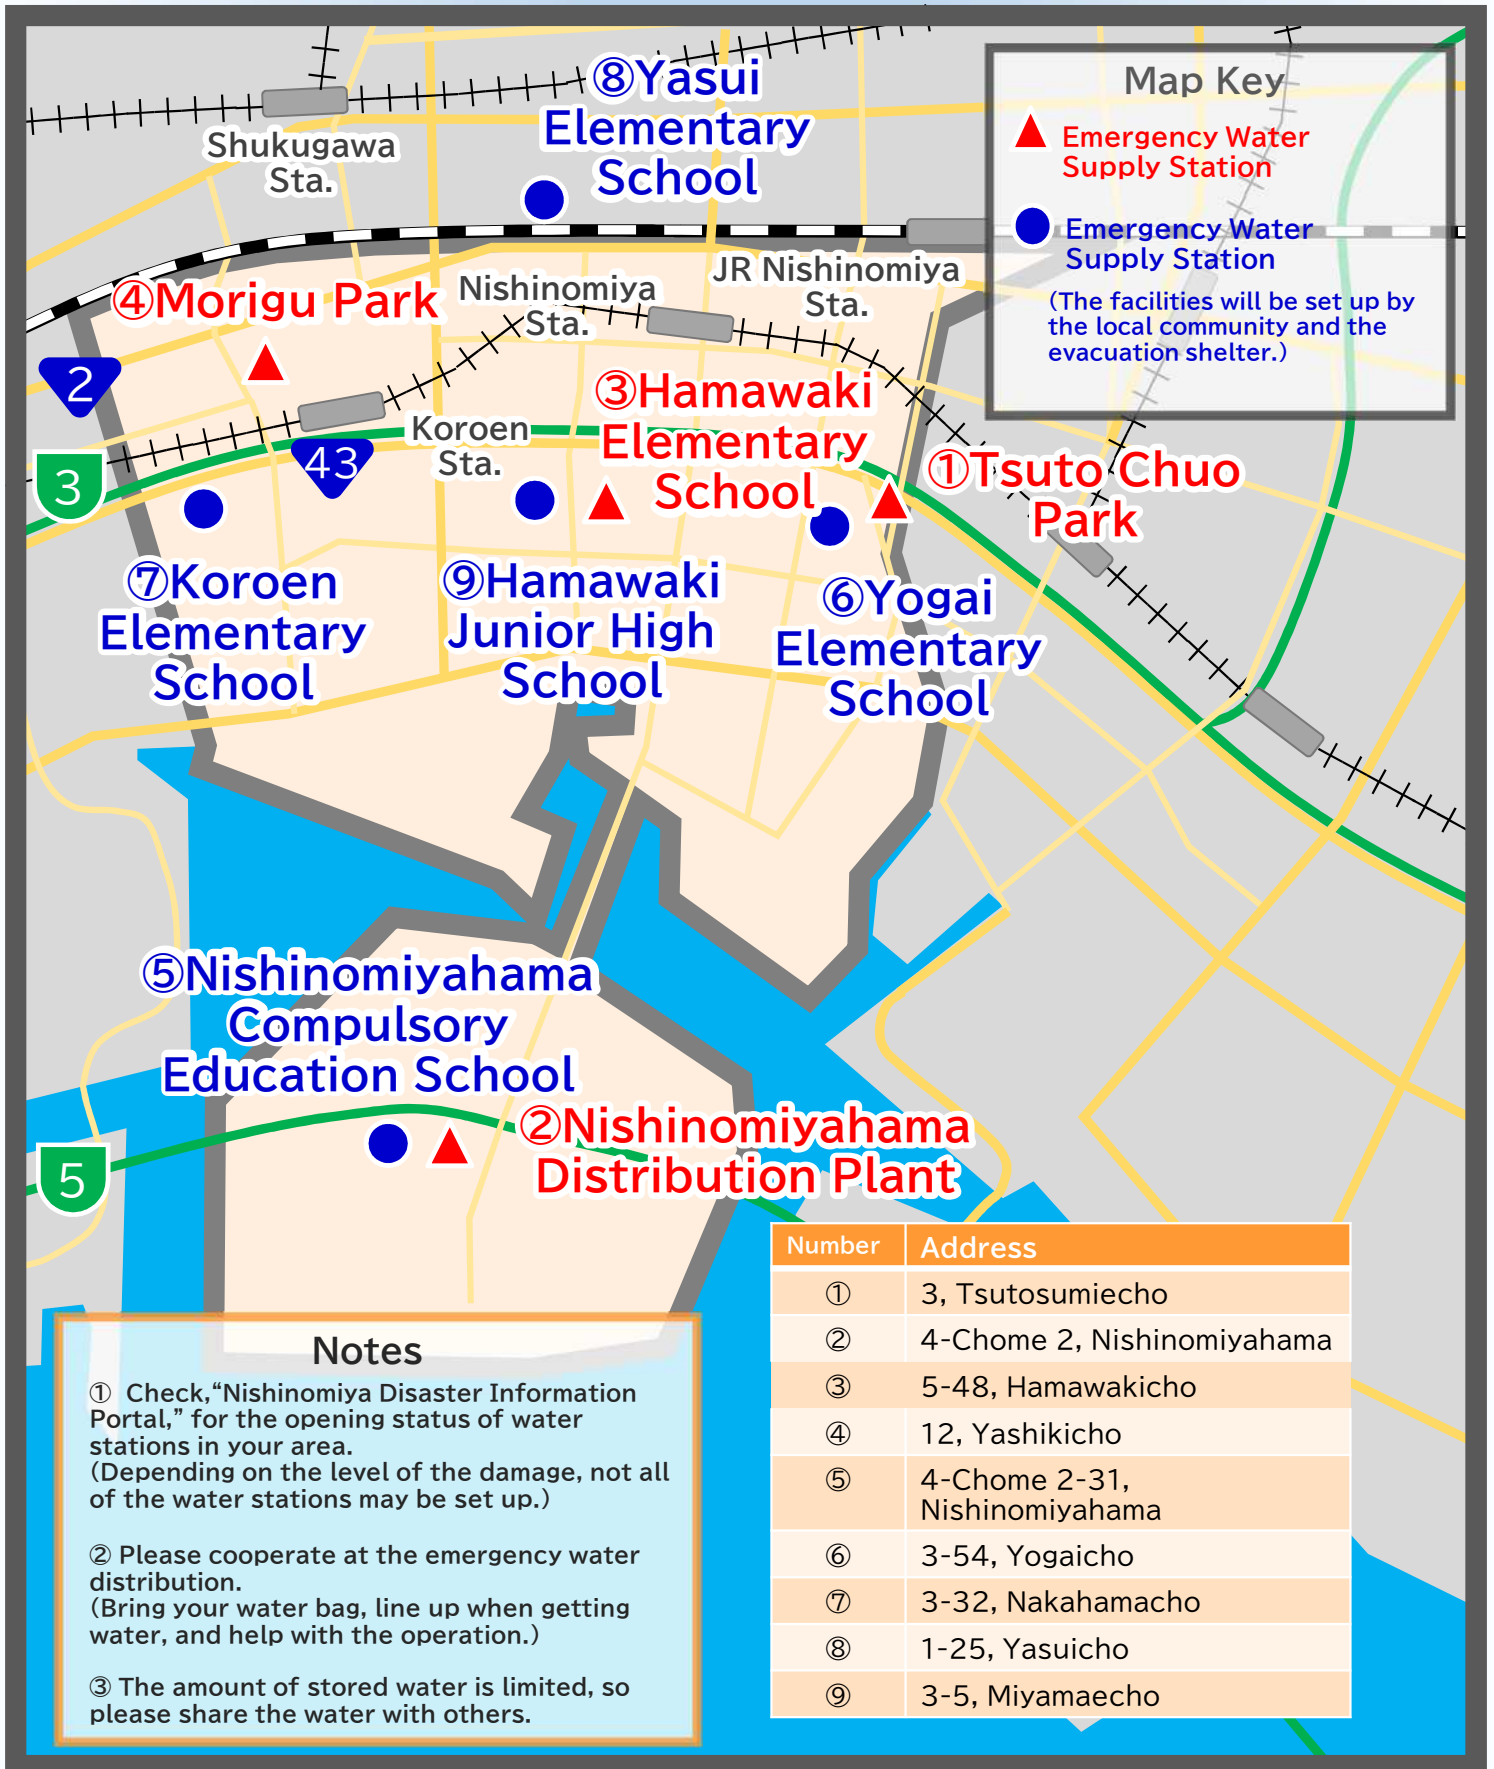 ⑧Yasui
Elementary
School
Shukugawa
Sta.
Map Key
Emergency Water
Supply Station
Emergency Water
Supply Station
(The facilities will be set up by
the local community and the
evacuation shelter.)
④Morigu Park
Nishinomiya
Sta.
JR Nishinomiya
Sta.
2
③Hamawaki
Elementary
School
Koroen
Sta.
43
3
①Tsuto Chuo
Park
⑦Koroen
Elementary
School
⑨Hamawaki
Junior High
School
⑥Yogai
Elementary
School
⑤Nishinomiyahama
Compulsory
Education School
②Nishinomiyahama
Distribution Plant
5
Number Address
① 3, Tsutosumiecho
② 4-Chome 2, Nishinomiyahama
③ 5-48, Hamawakicho
④ 12, Yashikicho
⑤ 4-Chome 2-31,
Nishinomiyahama
⑥ 3-54, Yogaicho
⑦ 3-32, Nakahamacho
⑧ 1-25, Yasuicho
⑨ 3-5, Miyamaecho
Notes
① Check,“Nishinomiya Disaster Information
Portal,” for the opening status of water
stations in your area.
(Depending on the level of the damage, not all
of the water stations may be set up.)
② Please cooperate at the emergency water
distribution.
(Bring your water bag, line up when getting
water, and help with the operation.)
③ The amount of stored water is limited, so
please share the water with others.